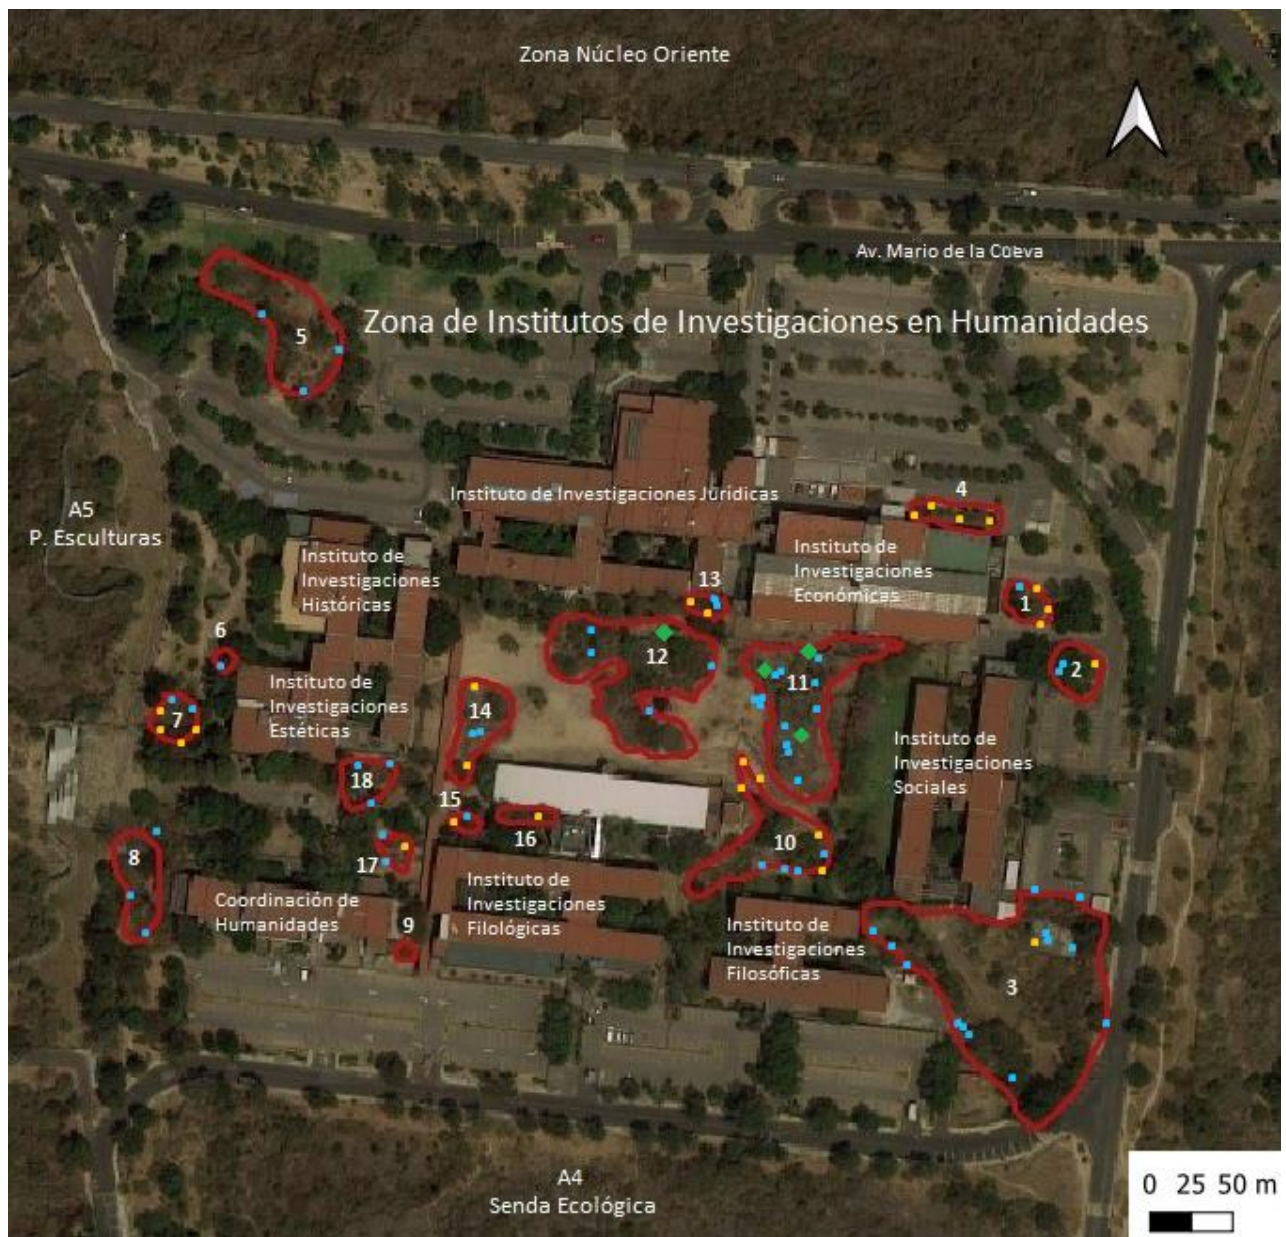 Zona Núcleo Oriente
Av. Mario de la Cueva
Zona de Institutos de Investigaciones en Humanidades
5
A5
P. Esculturas
Instituto de Investigaciones Jurídicas
4
Instituto de
Investigaciones
Históricas
Instituto de
Investigaciones
Económicas
13
1
6
12
2
11
Instituto de
Investigaciones
Estéticas
7
14
Instituto de
Investigaciones
Sociales
18
15
16
10
17
8
Coordinación de
Humanidades
Instituto de
Investigaciones
Filológicas
9
Instituto de
Investigaciones
Filosóficas
3
A4
Senda Ecológica
0 25 50 m